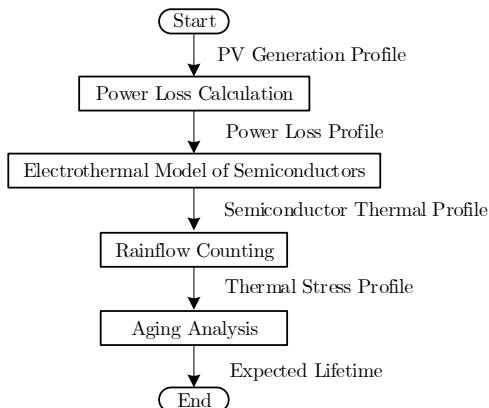 Start
PV Generation Profile
Power Loss Calculation
Power Loss Profile
Electrothermal Model of Semiconductors
Semiconductor Thermal Profile
Rainflow Counting
Thermal Stress Profile
Aging Analysis
Expected Lifetime
End